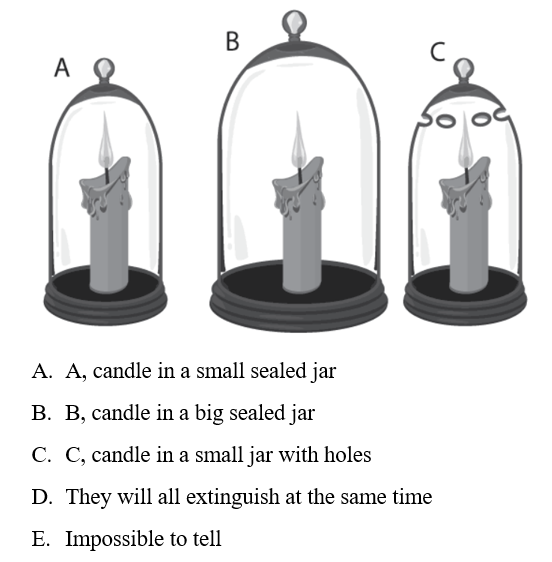 B
A
C
A. A, candle in a small sealed jar
B. B, candle in a big sealed jar
C. C, candle in a small jar with holes
D. They will all extinguish at the same time
E. Impossible to tell